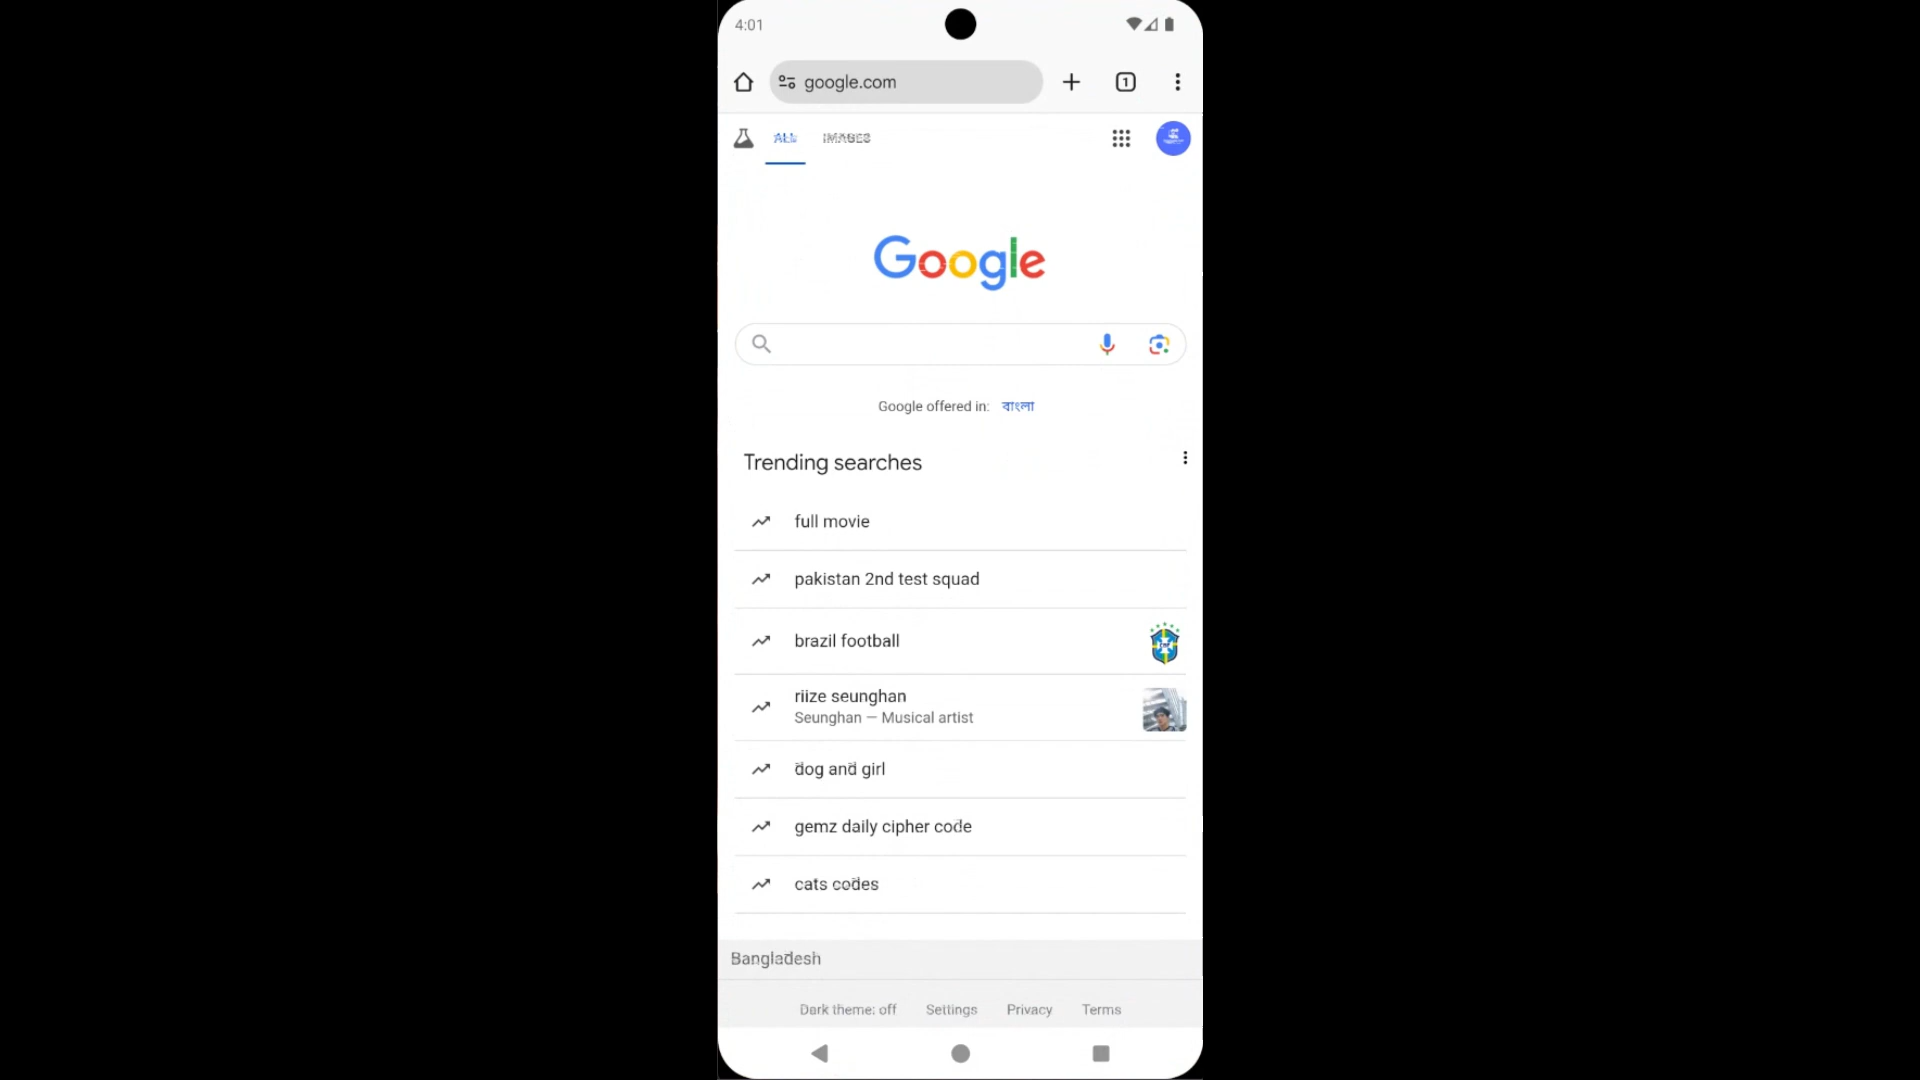 4:01
google.com
1
ALL IMAGES
Google
Google offered in: বাংলা
Trending searches
full movie
pakistan 2nd test squad
brazil football
riize seunghan
Seunghan — Musical artist
dog and girl
gemz daily cipher code
cats codes
Bangladesh
Dark theme: off Settings Privacy Terms